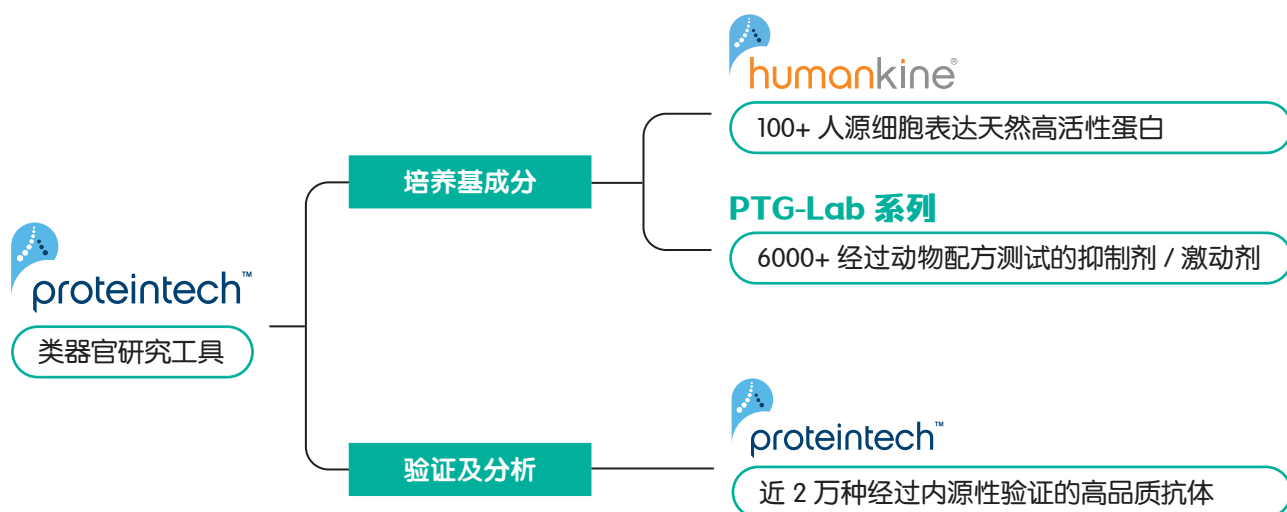 proteintech™
类器官研究工具
培养基成分
humankine®
100+ 人源细胞表达天然高活性蛋白
PTG-Lab 系列
6000+ 经过动物配方测试的抑制剂 / 激动剂
验证及分析
proteintech™
近 2 万种经过内源性验证的高品质抗体